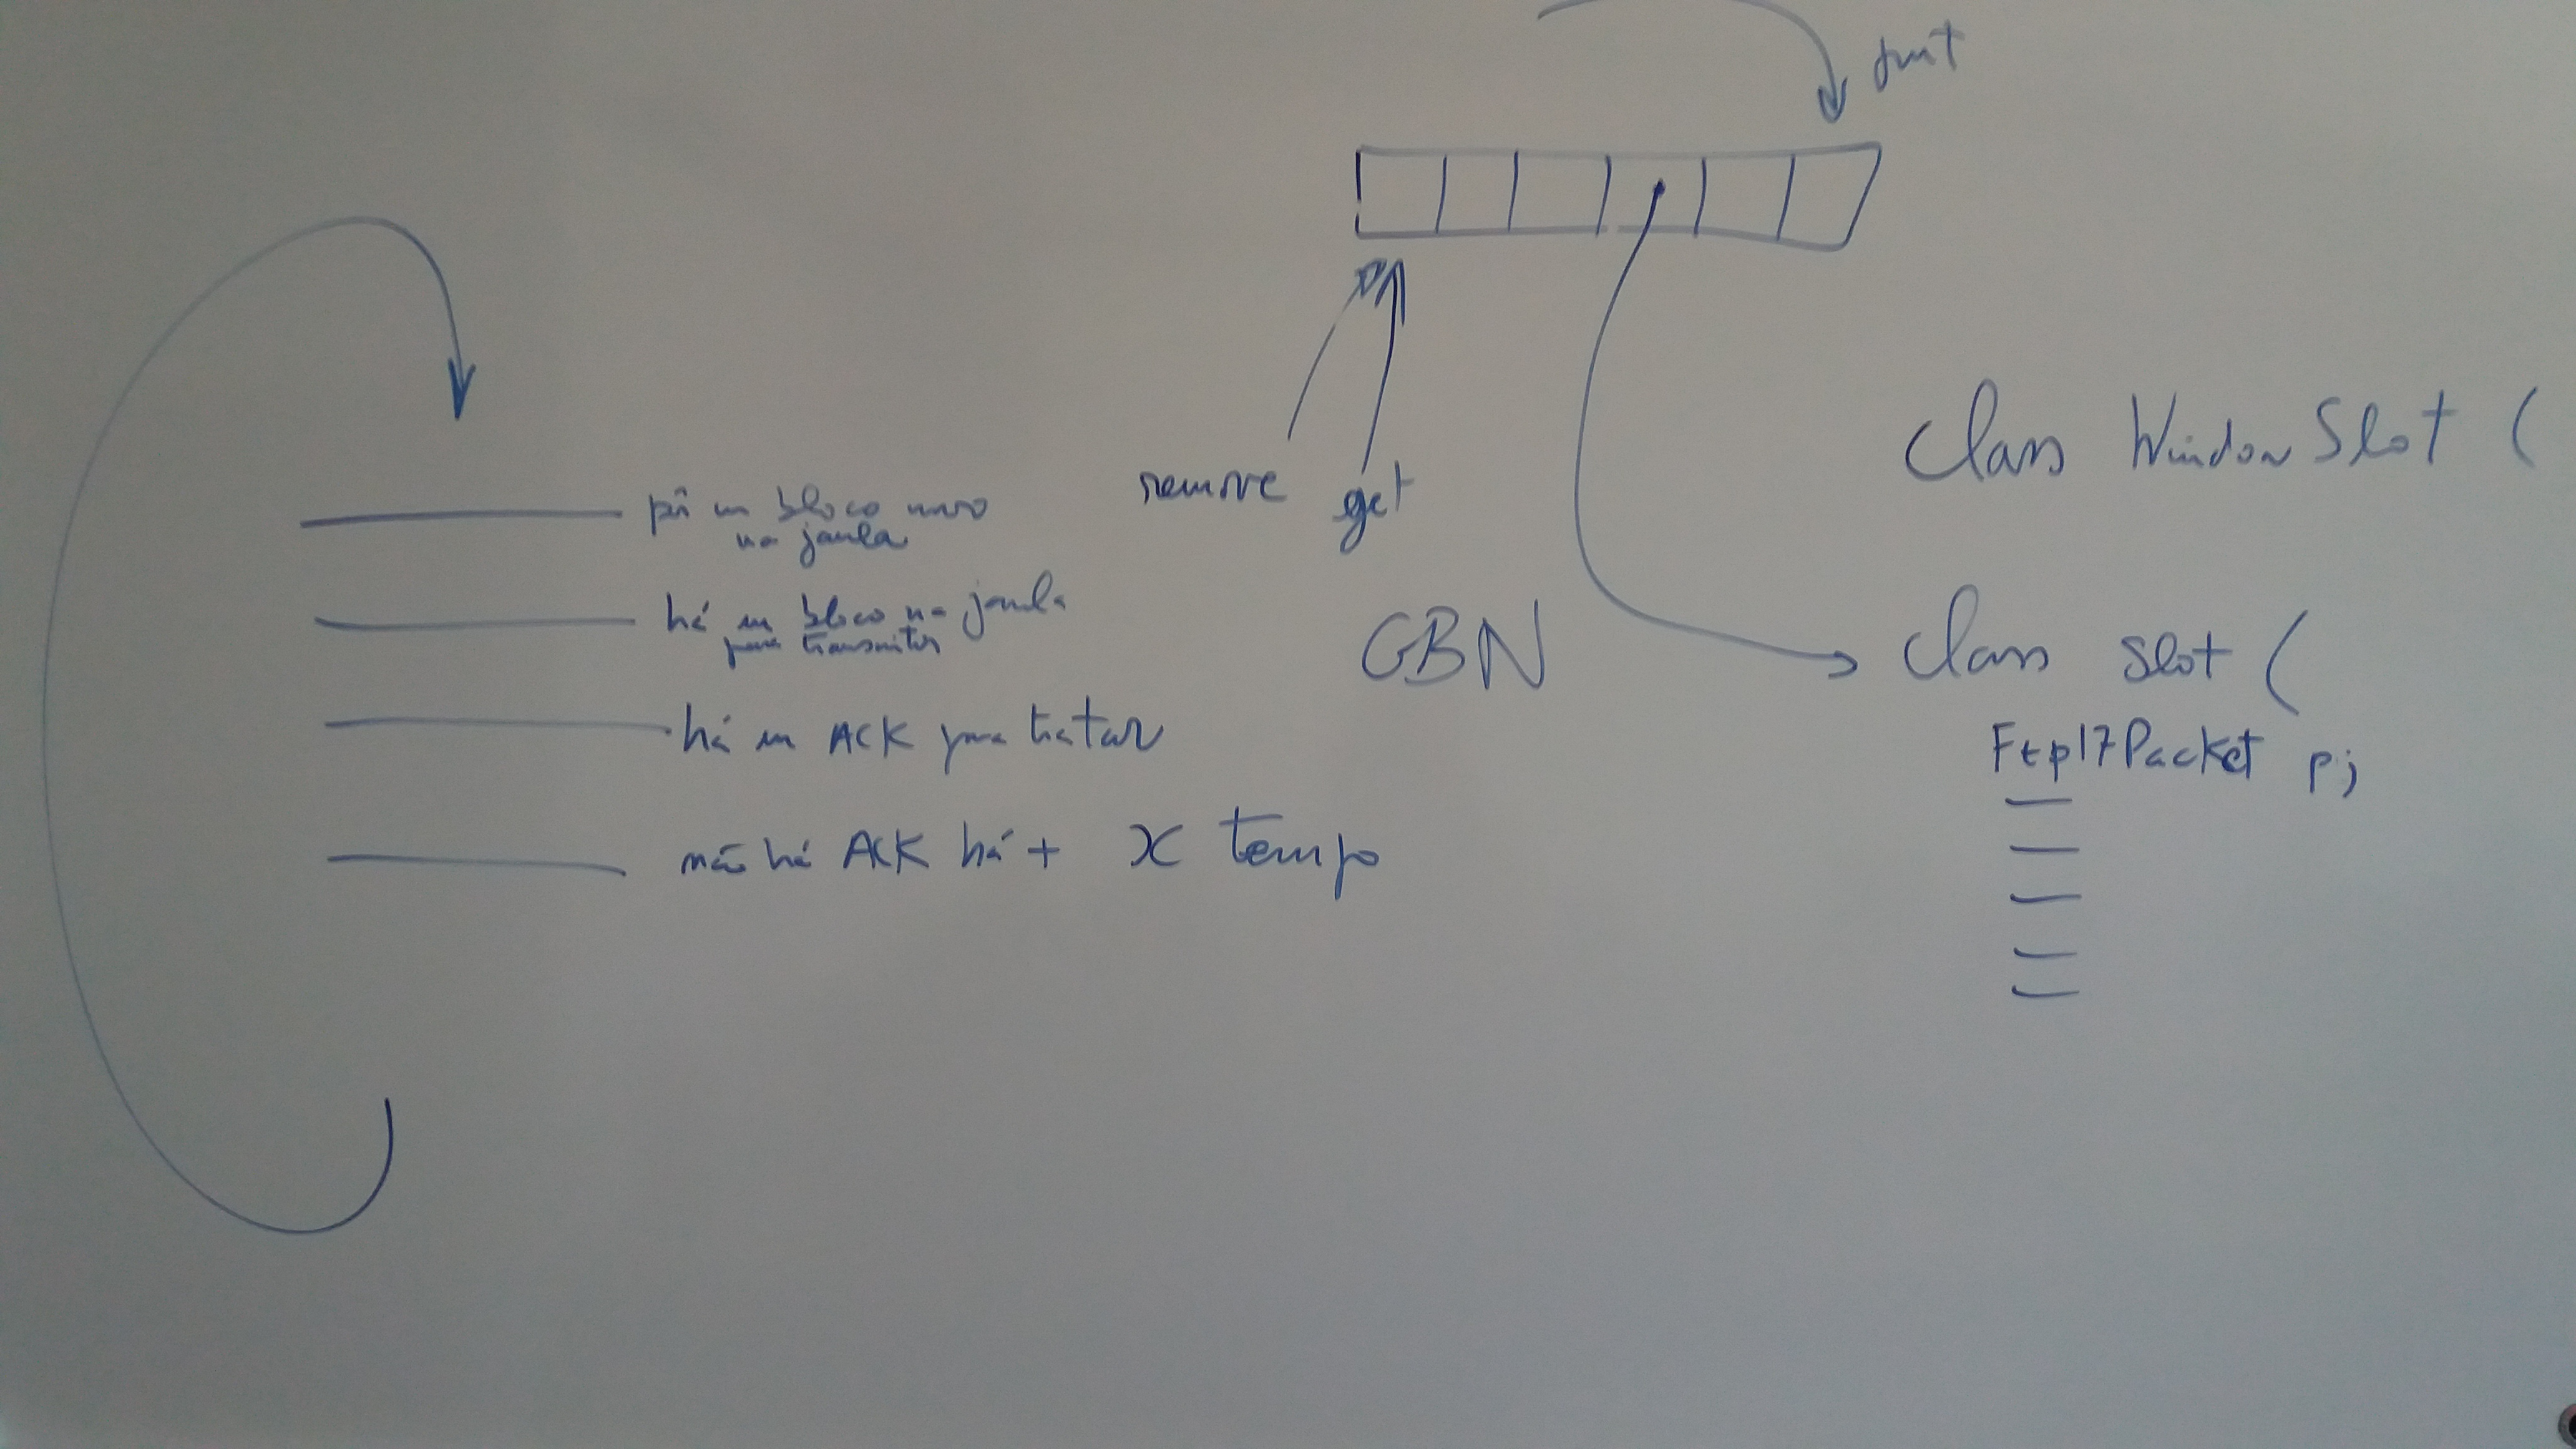 pôr um bloco novo
na janela
há um bloco na janela
para transmitir
há um ACK para tratar
não há ACK há + X tempo
remove
get
GBN
class WindowSlot (
class slot (
Ftp17Packet p;